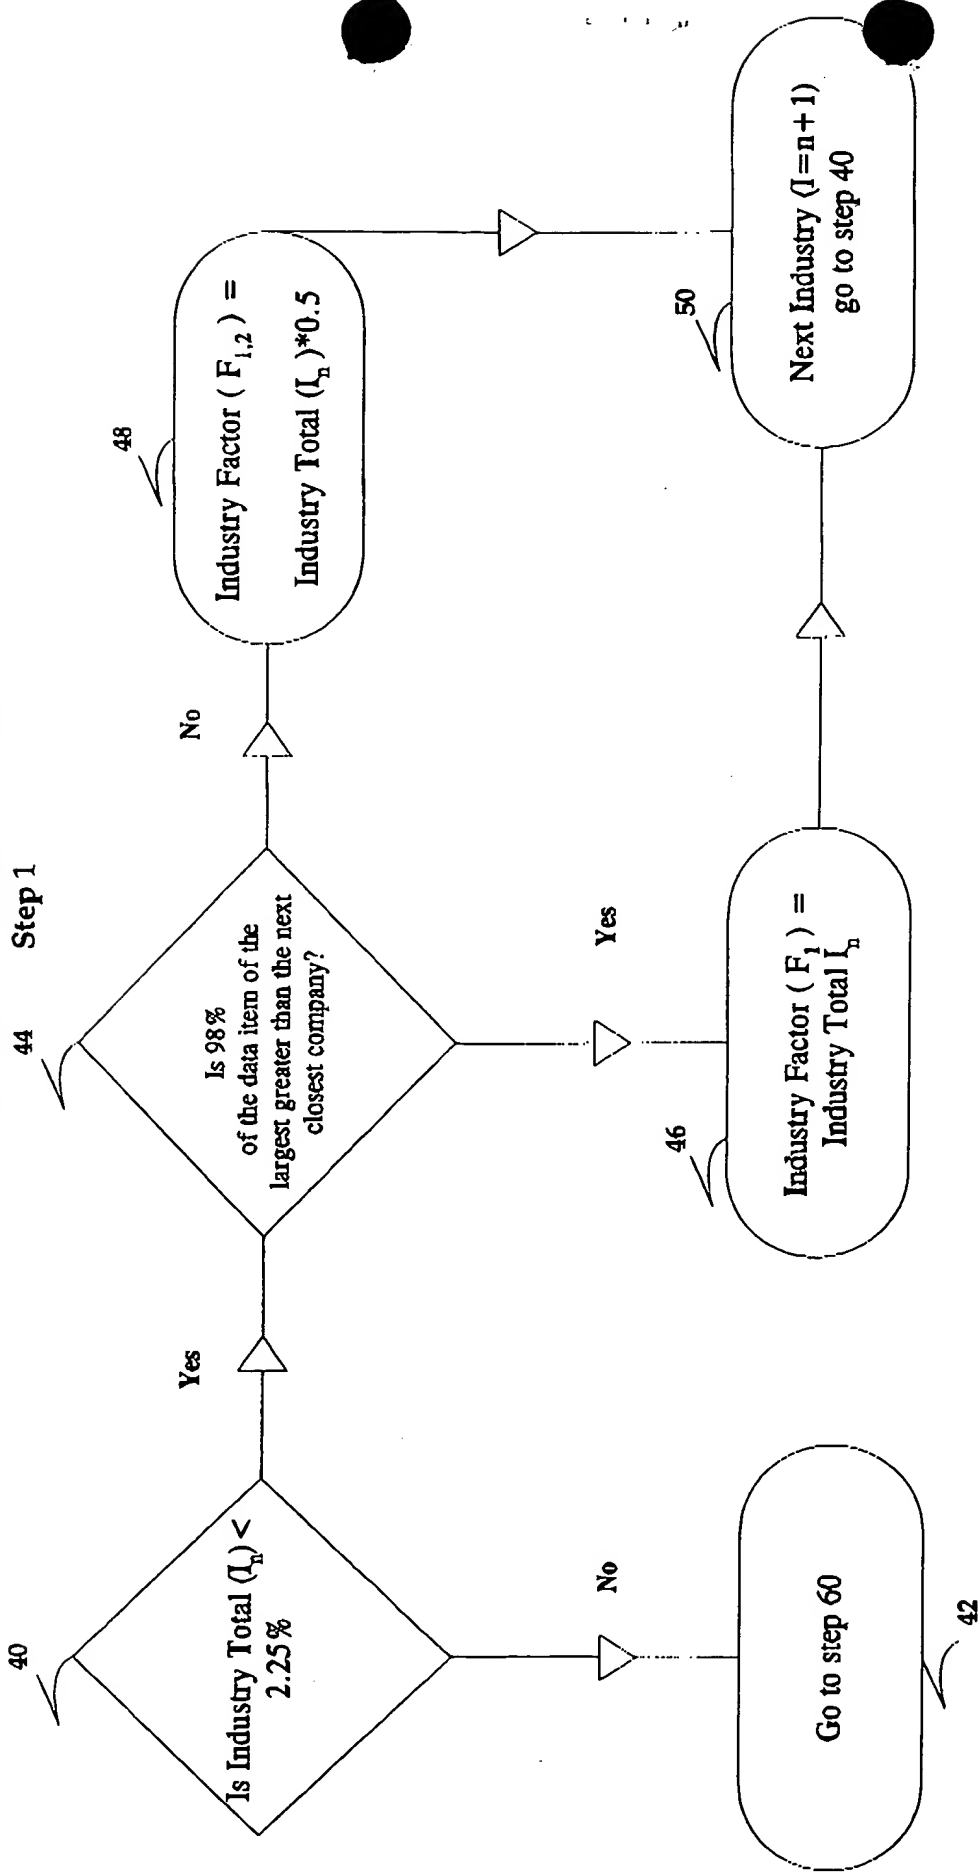 Step 1
40
Is Industry Total (Iₙ) <
2.25%
Yes
No
Go to step 60
42
44
Is 98%
of the data item of the
largest greater than the next
closest company?
No
Yes
46
Industry Factor ( F₁ ) =
Industry Total Iₙ
48
Industry Factor ( F₁,₂ ) =
Industry Total (Iₙ )*0.5
50
Next Industry (I=n+1)
go to step 40